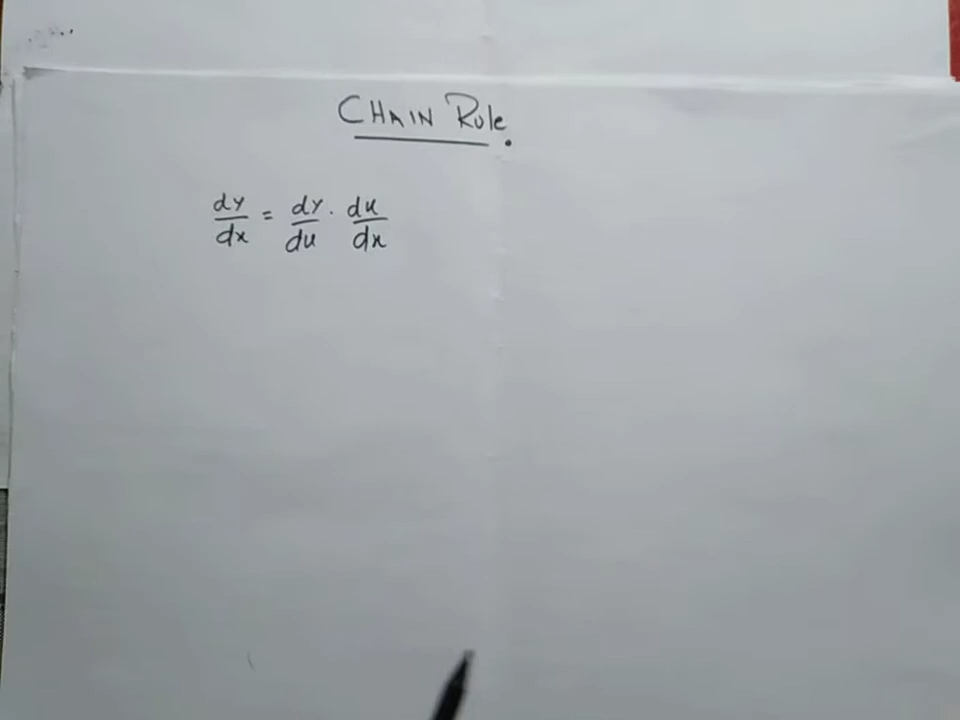 CHAIN Rule.
dy/dx = dy/du · du/dx